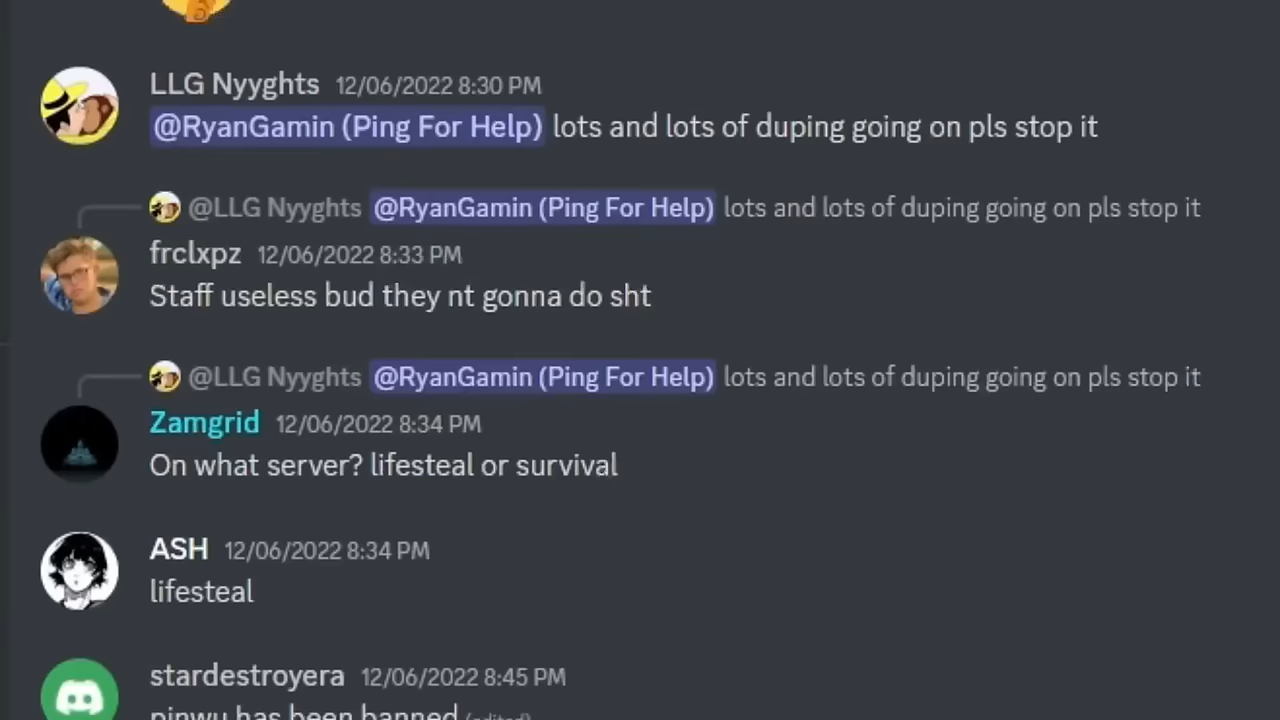 LLG Nyyghts 12/06/2022 8:30 PM
@RyanGamin (Ping For Help) lots and lots of duping going on pls stop it
@LLG Nyyghts @RyanGamin (Ping For Help) lots and lots of duping going on pls stop it
frclxpz 12/06/2022 8:33 PM
Staff useless bud they nt gonna do sht
@LLG Nyyghts @RyanGamin (Ping For Help) lots and lots of duping going on pls stop it
Zamgrid 12/06/2022 8:34 PM
On what server? lifesteal or survival
ASH 12/06/2022 8:34 PM
lifesteal
stardestroyera 12/06/2022 8:45 PM
pinwu has been banned (edited)